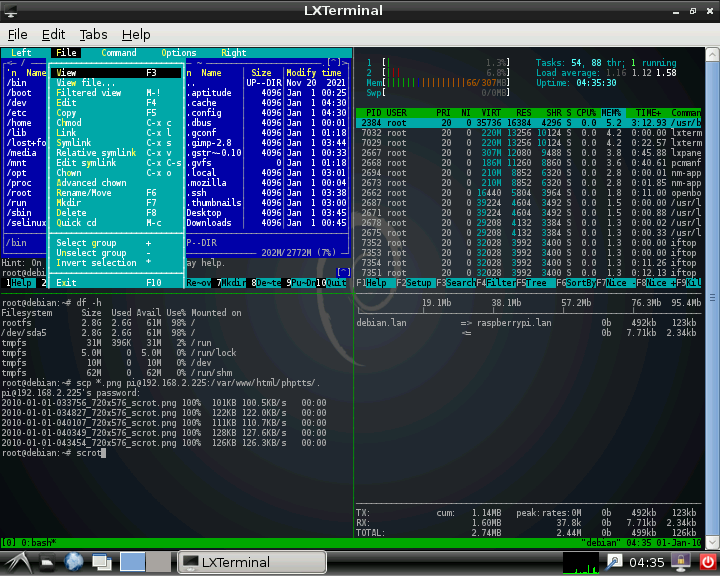 LXTerminal
File Edit Tabs Help
Left File Command Options Right
View F3
View file...
Filtered view M-!
Edit F4
Copy F5
Chmod C-x c
Link C-x l
Symlink C-x s
Relative symlink C-x v
Edit symlink C-x C-s
Chown C-x o
Advanced chown
Rename/Move F6
Mkdir F7
Delete F8
Quick cd M-c
Select group +
Unselect group -
Invert selection *
Exit F10
'n Name
/bin
/boot
/dev
/etc
/home
/lib
/lost+fo
/media
/mnt
/opt
/proc
/root
/run
/sbin
/selinux
/bin
Name Size Modify time
UP--DIR Nov 20 2021
.aptitude 4096 Jan 1 00:25
.cache 4096 Jan 1 04:30
.config 4096 Jan 1 04:30
.dbus 4096 Jan 1 00:01
.gconf 4096 Jan 1 01:18
.gimp-2.8 4096 Jan 1 03:44
.gstr~0.10 4096 Jan 1 00:33
.gvfs 0 Jan 1 01:18
.local 4096 Jan 1 03:01
.mozilla 4096 Jan 1 00:04
.ssh 4096 Jan 1 03:38
.thumbnails 4096 Jan 1 03:00
Desktop 4096 Jan 1 03:45
Downloads 4096 Jan 1 03:45
P--DIR
202M/2772M (7%)
1Help 7Mkdir 8De~te 9Pu~Dn 10Quit
root@debian:~# df -h
Filesystem Size Used Avail Use% Mounted on
rootfs 2.8G 2.6G 61M 98% /
/dev/sda5 2.8G 2.6G 61M 98% /
tmpfs 31M 396K 31M 2% /run
tmpfs 5.0M 0 5.0M 0% /run/lock
tmpfs 10M 0 10M 0% /dev
tmpfs 62M 0 62M 0% /run/shm
root@debian:~# scp *.png pi@192.168.2.225:/var/www/html/phptts/.
pi@192.168.2.225's password:
2010-01-01-033756_720x576_scrot.png 100% 101KB 100.5KB/s 00:00
2010-01-01-034827_720x576_scrot.png 100% 122KB 122.0KB/s 00:00
2010-01-01-040107_720x576_scrot.png 100% 111KB 110.7KB/s 00:00
2010-01-01-040349_720x576_scrot.png 100% 128KB 127.6KB/s 00:00
2010-01-01-043454_720x576_scrot.png 100% 126KB 126.3KB/s 00:00
root@debian:~# scrot
1 [ 1.3%]
2 [ 6.8%]
Mem[ 66/307MB]
Swp[ 0/0MB]
Tasks: 54, 88 thr; 1 running
Load average: 1.16 1.12 1.58
Uptime: 04:35:30
PID USER PRI NI VIRT RES SHR S CPU% MEM% TIME+ Comman
2384 root 20 0 35736 16384 4296 S 0.0 5.2 3:12.93 /usr/b
7032 root 20 0 220M 13256 10124 S 0.0 4.2 0:00.00 lxterm
7029 root 20 0 220M 13256 10124 S 0.0 4.2 0:22.57 lxterm
2667 root 20 0 307M 12080 9488 S 0.0 3.8 0:45.88 lxpane
2668 root 20 0 186M 11260 8860 S 0.0 3.6 0:40.61 pcmanf
2694 root 20 0 210M 8852 6320 S 0.0 2.8 0:00.01 nm-app
2673 root 20 0 210M 8852 6320 S 0.0 2.8 0:01.85 nm-app
2662 root 20 0 16440 5804 3964 S 0.0 1.8 0:11.00 openbo
2687 root 20 0 39224 4604 3492 S 0.0 1.5 0:00.00 /usr/l
2678 root 20 0 39224 4604 3492 S 0.0 1.5 0:00.08 /usr/l
2671 root 20 0 28988 4192 3492 S 0.0 1.3 0:00.02 /usr/l
2675 root 20 0 28988 4192 3492 S 0.0 1.3 0:00.53 /usr/l
7352 root 20 0 32028 3992 3400 S 0.0 1.3 0:00.03 iftop
7353 root 20 0 32028 3992 3400 S 0.0 1.3 0:00.00 iftop
7354 root 20 0 32028 3992 3400 S 0.0 1.3 0:11.26 iftop
7351 root 20 0 32028 3992 3400 S 0.0 1.3 0:12.13 iftop
F1Help F2Setup F3Search F4Filter F5Tree F6SortBy F7Nice - F8Nice + F9Kil
19.1Mb 38.1Mb 57.2Mb 76.3Mb 95.4Mb
debian.lan => raspberrypi.lan 0b 492kb 123kb
<= 0b 7.71kb 2.34kb
TX: cum: 1.14MB peak: rates: 0M 0b 492kb 123kb
RX: 1.60MB 37.8k 0b 7.71kb 2.34kb
TOTAL: 2.74MB 2.44M 0b 499kb 126kb
[0] 0:bash* "debian" 04:35 01-Jan-10
LXTerminal 04:35